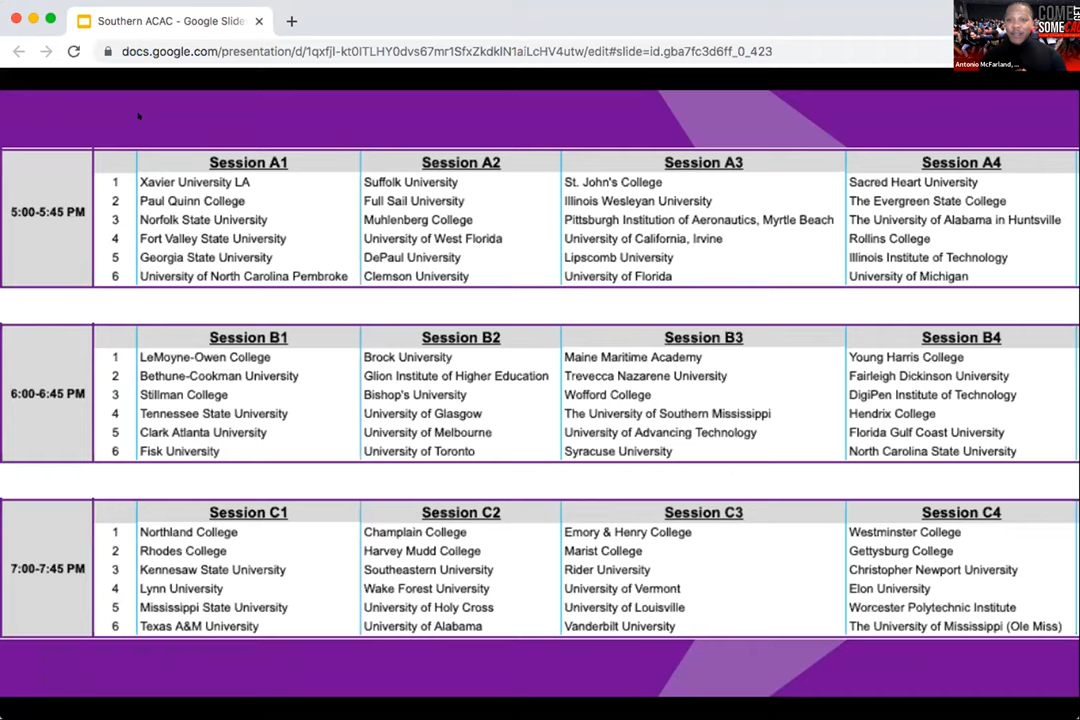 Southern ACAC - Google Slide
docs.google.com/presentation/d/1qxfjI-kt0ITLHY0dvs67mr1SfxZkdkIN1aiLcHV4utw/edit#slide=id.gba7fc3d6ff_0_423
COME
GET
SOME
Antonio McFarland, ...
Session A1 Session A2 Session A3 Session A4
5:00-5:45 PM
1 Xavier University LA Suffolk University St. John's College Sacred Heart University
2 Paul Quinn College Full Sail University Illinois Wesleyan University The Evergreen State College
3 Norfolk State University Muhlenberg College Pittsburgh Institution of Aeronautics, Myrtle Beach The University of Alabama in Huntsville
4 Fort Valley State University University of West Florida University of California, Irvine Rollins College
5 Georgia State University DePaul University Lipscomb University Illinois Institute of Technology
6 University of North Carolina Pembroke Clemson University University of Florida University of Michigan
Session B1 Session B2 Session B3 Session B4
6:00-6:45 PM
1 LeMoyne-Owen College Brock University Maine Maritime Academy Young Harris College
2 Bethune-Cookman University Glion Institute of Higher Education Trevecca Nazarene University Fairleigh Dickinson University
3 Stillman College Bishop's University Wofford College DigiPen Institute of Technology
4 Tennessee State University University of Glasgow The University of Southern Mississippi Hendrix College
5 Clark Atlanta University University of Melbourne University of Advancing Technology Florida Gulf Coast University
6 Fisk University University of Toronto Syracuse University North Carolina State University
Session C1 Session C2 Session C3 Session C4
7:00-7:45 PM
1 Northland College Champlain College Emory & Henry College Westminster College
2 Rhodes College Harvey Mudd College Marist College Gettysburg College
3 Kennesaw State University Southeastern University Rider University Christopher Newport University
4 Lynn University Wake Forest University University of Vermont Elon University
5 Mississippi State University University of Holy Cross University of Louisville Worcester Polytechnic Institute
6 Texas A&M University University of Alabama Vanderbilt University The University of Mississippi (Ole Miss)